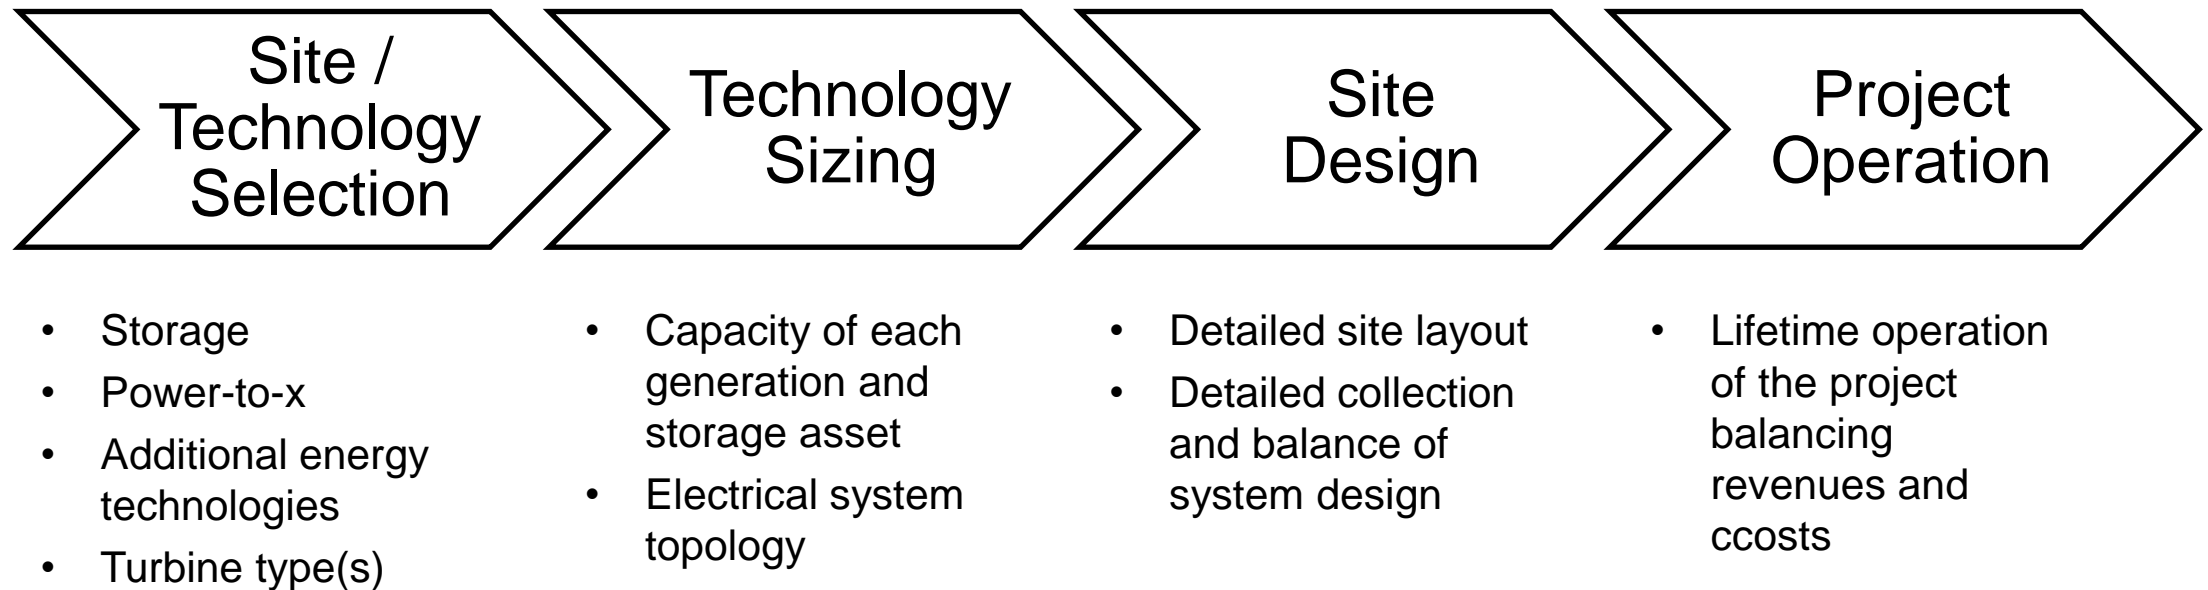 Site /
Technology
Selection
Technology
Sizing
Site
Design
Project
Operation
• Storage
• Power-to-x
• Additional energy
technologies
• Turbine type(s)
• Capacity of each
generation and
storage asset
• Electrical system
topology
• Detailed site layout
• Detailed collection
and balance of
system design
• Lifetime operation
of the project
balancing
revenues and
ccosts